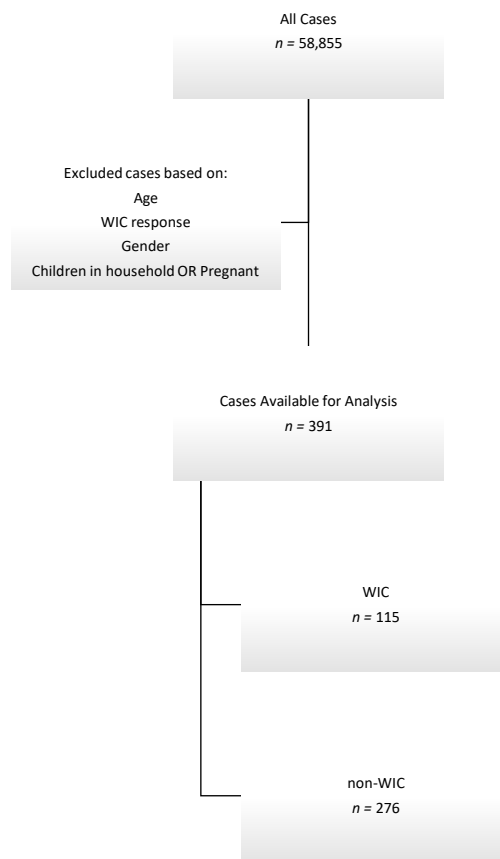 All Cases
n = 58,855
Excluded cases based on:
Age
WIC response
Gender
Children in household OR Pregnant
Cases Available for Analysis
n = 391
WIC
n = 115
non-WIC
n = 276